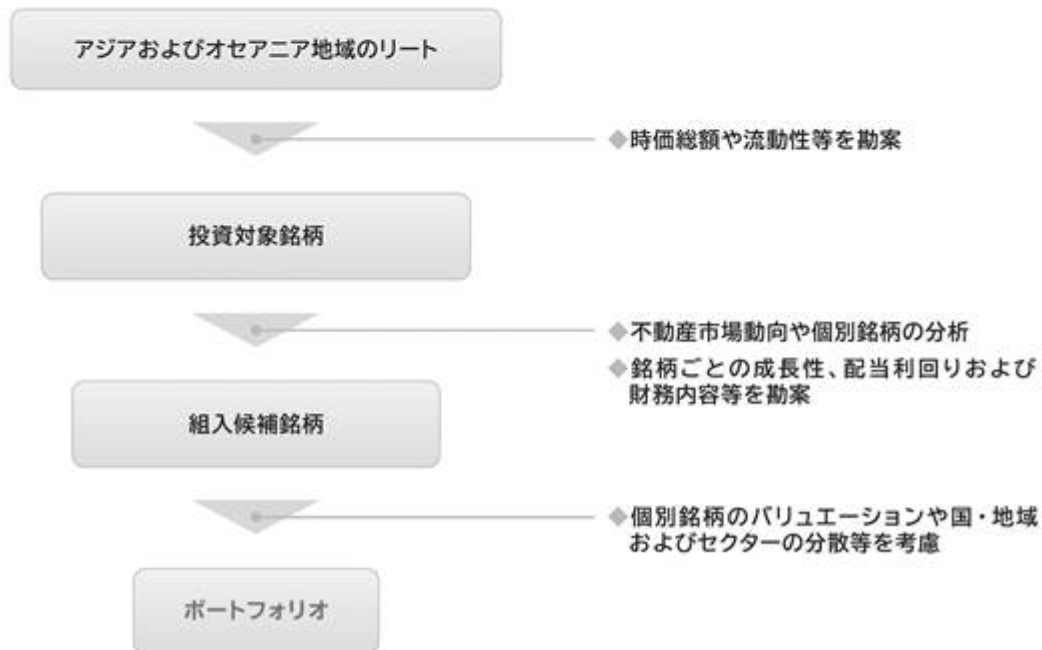 アジアおよびオセアニア地域のリート
◆時価総額や流動性等を勘案
投資対象銘柄
◆不動産市場動向や個別銘柄の分析
◆銘柄ごとの成長性、配当利回りおよび
財務内容等を勘案
組入候補銘柄
◆個別銘柄のバリュエーションや国・地域
およびセクターの分散等を考慮
ポートフォリオ